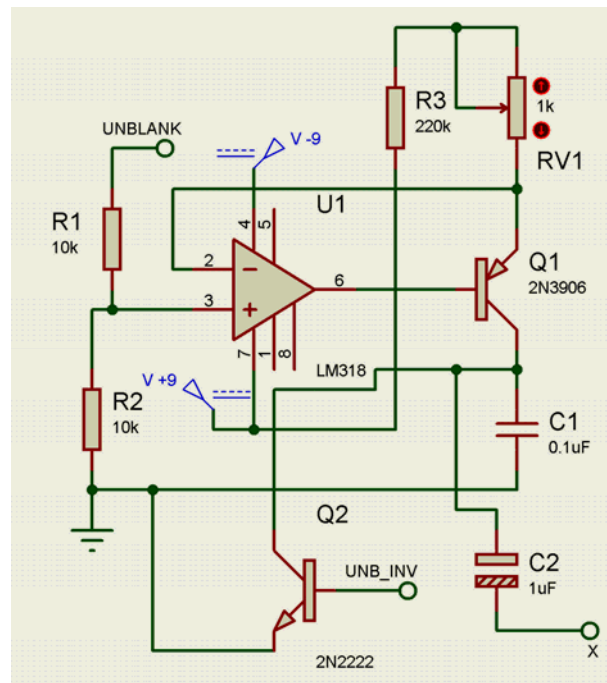 R3
220k
1k
RV1
UNBLANK
V -9
U1
R1
10k
4
5
2
3
6
7
1
8
Q1
2N3906
LM318
V +9
R2
10k
C1
0.1uF
Q2
UNB_INV
C2
1uF
2N2222
X